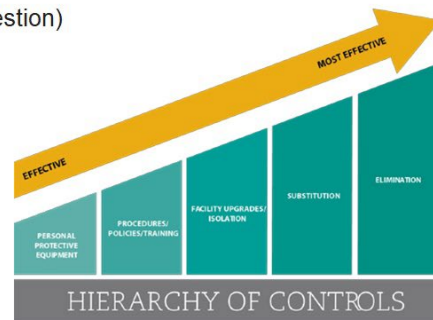 estion)
MOST EFFECTIVE
EFFECTIVE
PERSONAL
PROTECTIVE
EQUIPMENT
PROCEDURES/
POLICIES/TRAINING
FACILITY UPGRADES/
ISOLATION
SUBSTITUTION
ELIMINATION
HIERARCHY OF CONTROLS